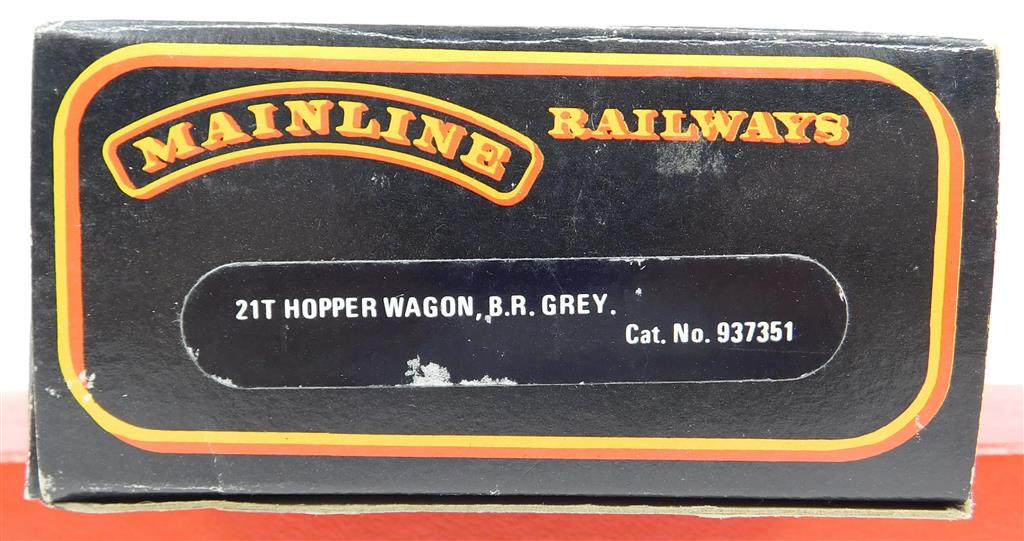 MAINLINE RAILWAYS
21T HOPPER WAGON, B.R. GREY.
Cat. No. 937351